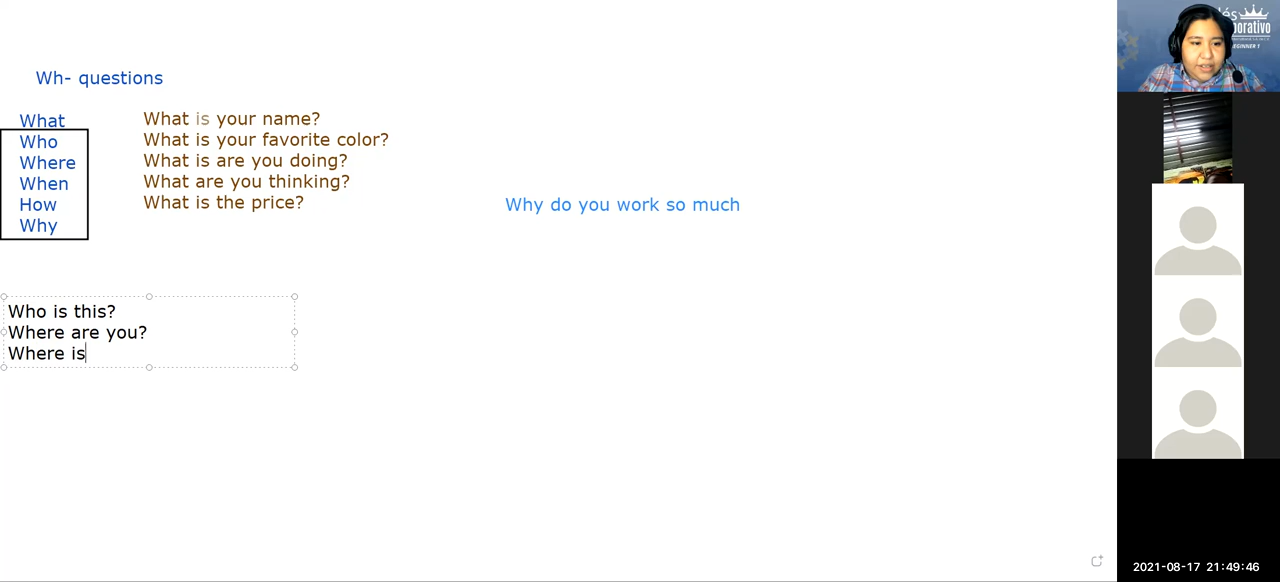 Wh- questions
What
Who
Where
When
How
Why
What is your name?
What is your favorite color?
What is are you doing?
What are you thinking?
What is the price?
Why do you work so much
Who is this?
Where are you?
Where is
BEGINNER 1
2021-08-17 21:49:46